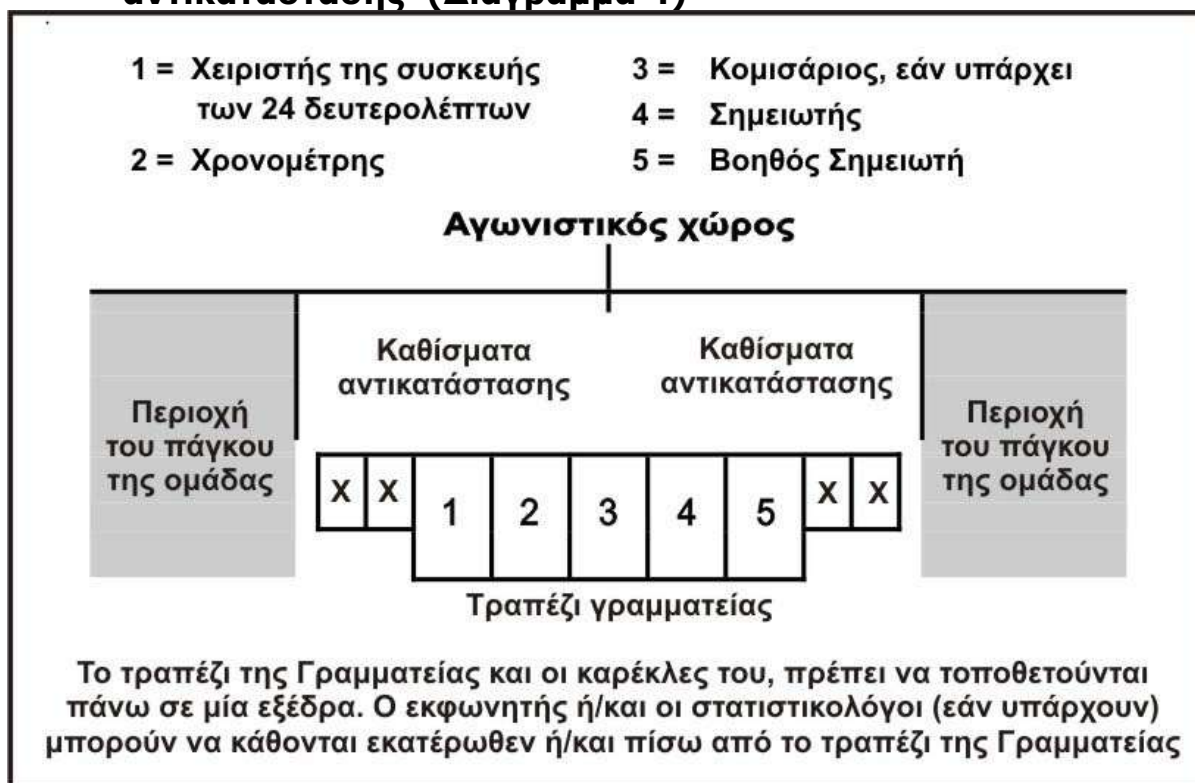 αντικατάστασης (Διάγραμμα 4)
1 = Χειριστής της συσκευής
των 24 δευτερολέπτων
2 = Χρονομέτρης
3 = Κομισάριος, εάν υπάρχει
4 = Σημειωτής
5 = Βοηθός Σημειωτή
Αγωνιστικός χώρος
Περιοχή
του πάγκου
της ομάδας
Καθίσματα
αντικατάστασης
Καθίσματα
αντικατάστασης
Περιοχή
του πάγκου
της ομάδας
X X 1 2 3 4 5 X X
Τραπέζι γραμματείας
Το τραπέζι της Γραμματείας και οι καρέκλες του, πρέπει να τοποθετούνται
πάνω σε μία εξέδρα. Ο εκφωνητής ή/και οι στατιστικολόγοι (εάν υπάρχουν)
μπορούν να κάθονται εκατέρωθεν ή/και πίσω από το τραπέζι της Γραμματείας